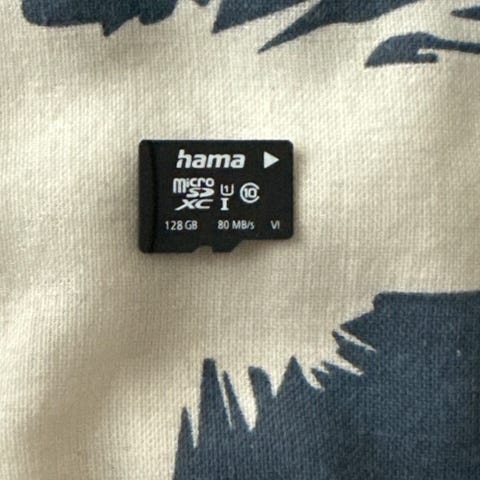 hama
micro SD XC I U1 10
128 GB 80 MB/s VI